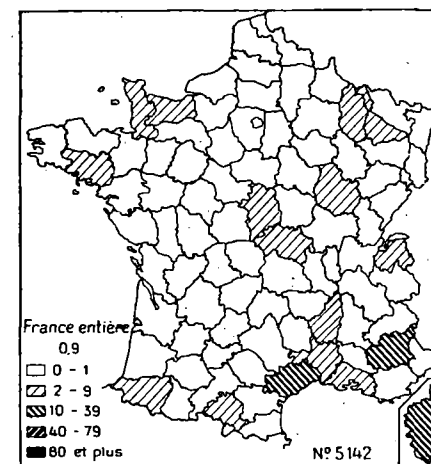 France entière
0,9
0 - 1
2 - 9
10 - 39
40 - 79
80 et plus
Nº 5142